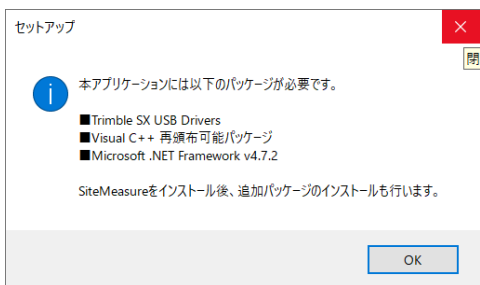 セットアップ
閉
本アプリケーションには以下のパッケージが必要です。
■Trimble SX USB Drivers
■Visual C++ 再頒布可能パッケージ
■Microsoft .NET Framework v4.7.2
SiteMeasureをインストール後、追加パッケージのインストールも行います。
OK